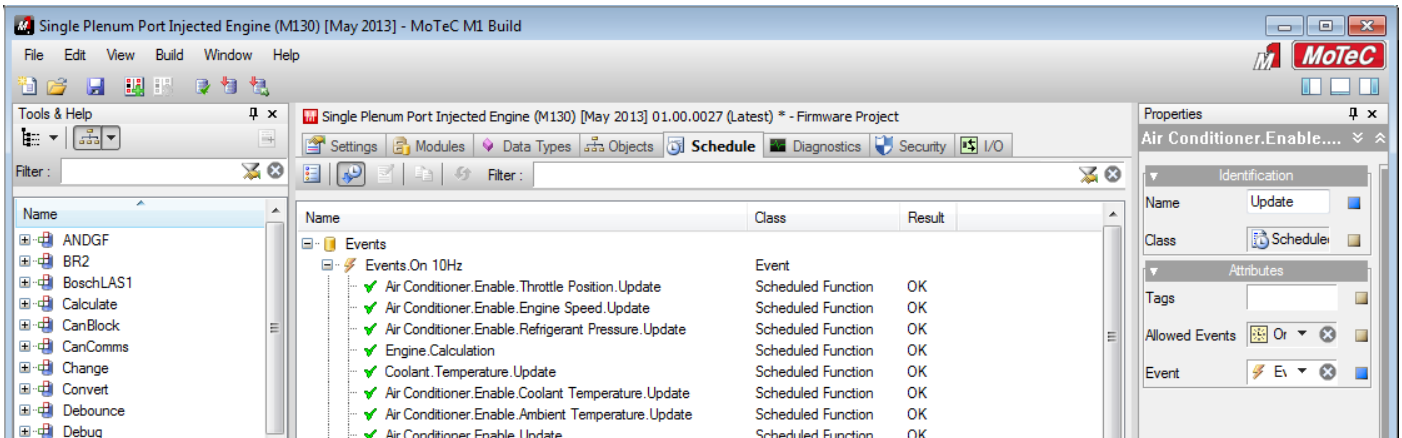 Single Plenum Port Injected Engine (M130) [May 2013] - MoTeC M1 Build
File Edit View Build Window Help
MoTeC
Tools & Help
Filter :
Name
ANDGF
BR2
BoschLAS1
Calculate
CanBlock
CanComms
Change
Convert
Debounce
Debug
Single Plenum Port Injected Engine (M130) [May 2013] 01.00.0027 (Latest) * - Firmware Project
Settings Modules Data Types Objects Schedule Diagnostics Security I/O
Filter :
Name Class Result
Events
Events.On 10Hz Event
Air Conditioner.Enable.Throttle Position.Update Scheduled Function OK
Air Conditioner.Enable.Engine Speed.Update Scheduled Function OK
Air Conditioner.Enable.Refrigerant Pressure.Update Scheduled Function OK
Engine.Calculation Scheduled Function OK
Coolant.Temperature.Update Scheduled Function OK
Air Conditioner.Enable.Coolant Temperature.Update Scheduled Function OK
Air Conditioner.Enable.Ambient Temperature.Update Scheduled Function OK
Air Conditioner.Enable.Update Scheduled Function OK
Properties
Air Conditioner.Enable....
Identification
Name Update
Class Schedule
Attributes
Tags
Allowed Events Or
Event